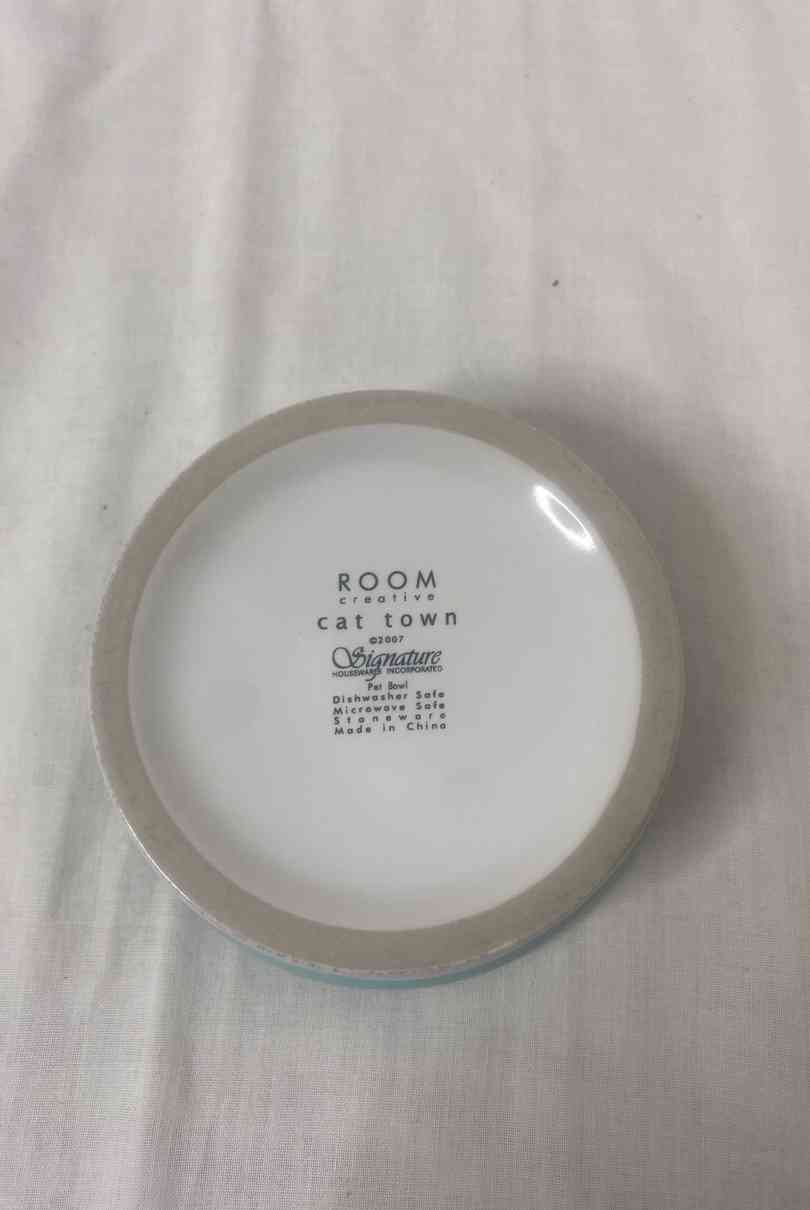 ROOM
creative
cat town
©2007
Signature
HOUSEWARES INCORPORATED
Pet Bowl
Dishwasher Safe
Microwave Safe
Stoneware
Made in China